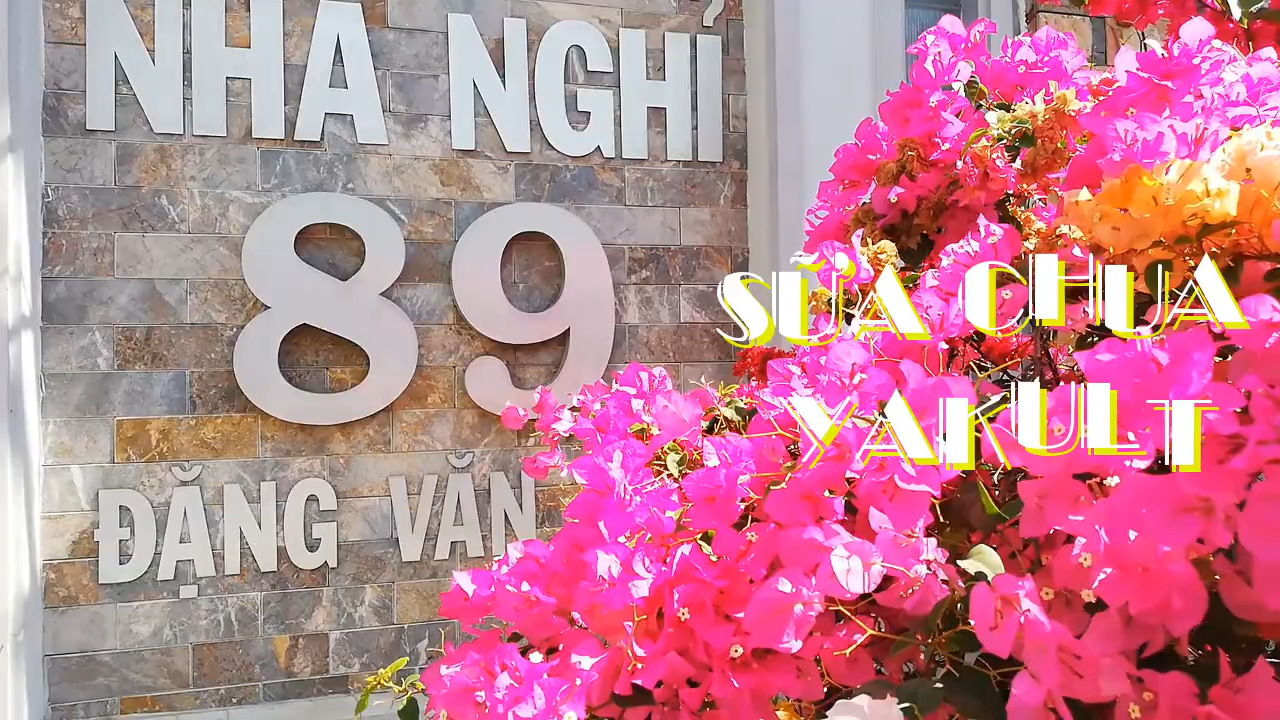 NHÀ NGHỈ
89
ĐẶNG VĂN
SỮA CHUA
YAKULT